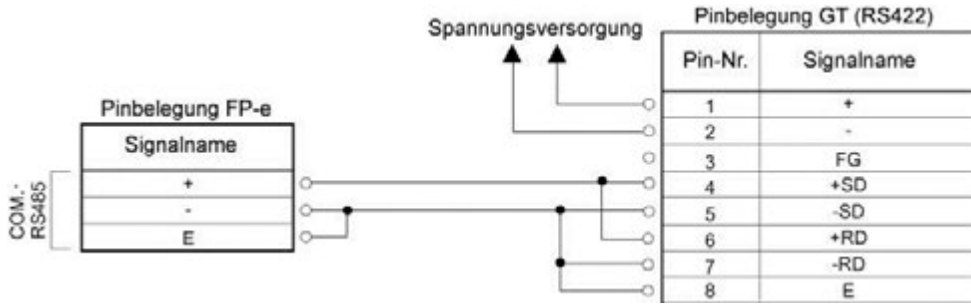 Pinbelegung GT (RS422)
Spannungsversorgung
Pin-Nr. Signalname
Pinbelegung FP-e
1 +
Signalname
2 -
3 FG
+
4 +SD
-
5 -SD
E
6 +RD
7 -RD
8 E
COM.-
RS485